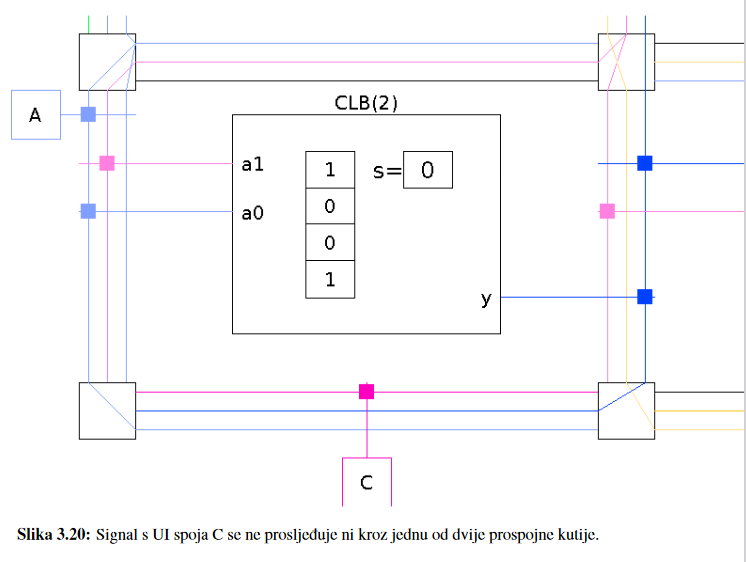 CLB(2)
A
a1
1
s=
0
a0
0
0
1
y
C
Slika 3.20: Signal s UI spoja C se ne prosljeđuje ni kroz jednu od dvije prospojne kutije.